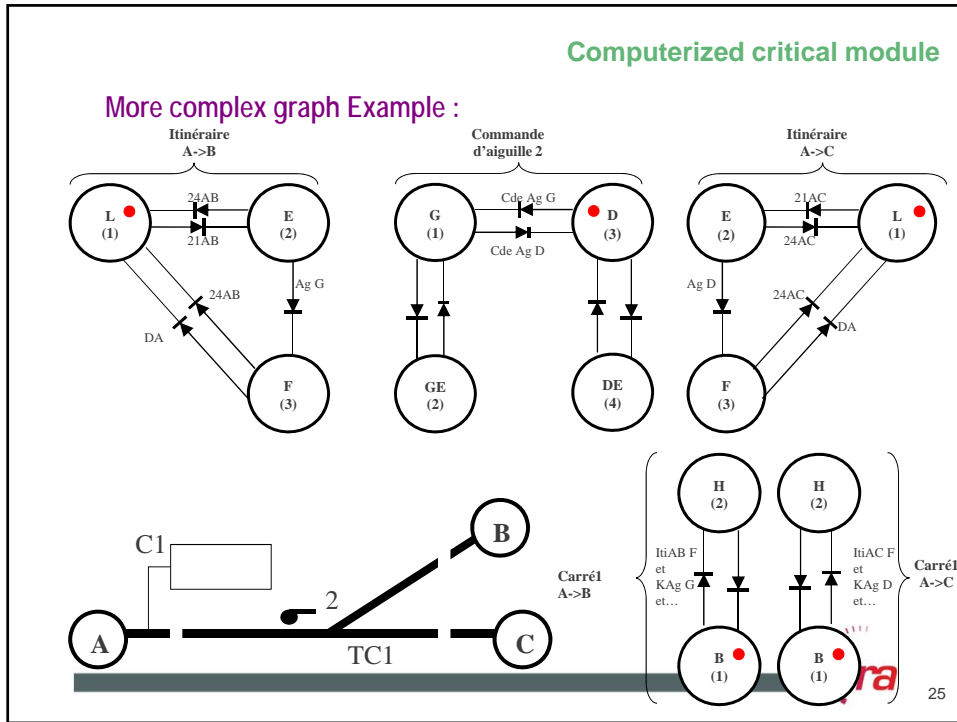 Computerized critical module
More complex graph Example :
Itinéraire
A->B
L
(1)
24AB
21AB
E
(2)
Ag G
24AB
DA
F
(3)
Commande
d'aiguille 2
G
(1)
Cde Ag G
Cde Ag D
D
(3)
GE
(2)
DE
(4)
Itinéraire
A->C
E
(2)
21AC
24AC
L
(1)
Ag D
24AC
DA
F
(3)
C1
A
2
TC1
B
C
Carré1
A->B
H
(2)
ItiAB F
et
KAg G
et...
B
(1)
H
(2)
ItiAC F
et
KAg D
et...
B
(1)
Carré1
A->C
25